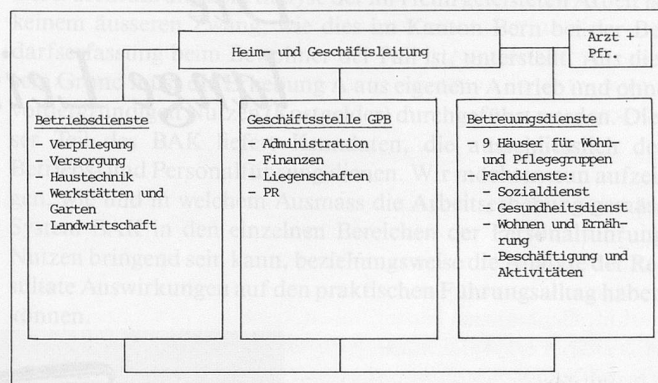 Arzt +
Pfr.
Heim- und Geschäftsleitung
Betriebsdienste
- Verpflegung
- Versorgung
- Haustechnik
- Werkstätten und
Garten
- Landwirtschaft
Geschäftsstelle GPB
- Administration
- Finanzen
- Liegenschaften
- PR
Betreuungsdienste
- 5 Häuser für Wohn-
und Pflegegruppen
- Fachdienste:
- Sozialdienst
- Gesundheitsdienst
- Wohnen und Ernäh-
rung
- Beschäftigung und
Aktivitäten